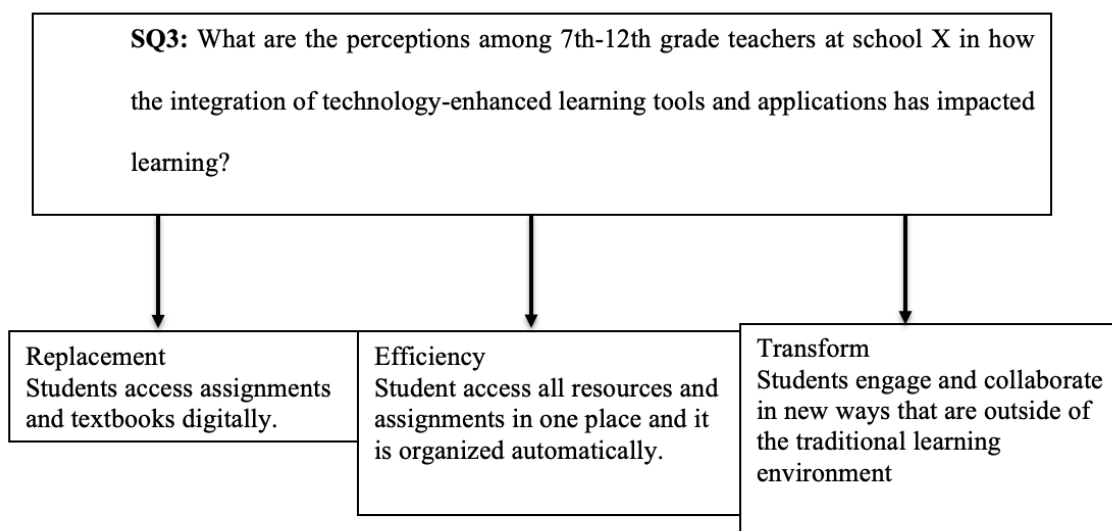 SQ3: What are the perceptions among 7th-12th grade teachers at school X in how
the integration of technology-enhanced learning tools and applications has impacted
learning?
Replacement
Students access assignments
and textbooks digitally.
Efficiency
Student access all resources and
assignments in one place and it
is organized automatically.
Transform
Students engage and collaborate
in new ways that are outside of
the traditional learning
environment